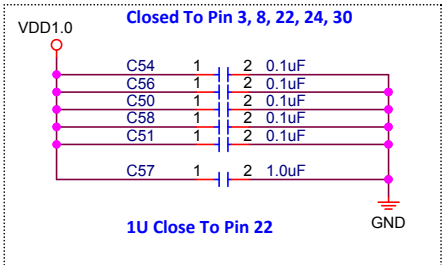 Closed To Pin 3, 8, 22, 24, 30
VDD1.0
C54 1 2 0.1uF
C56 1 2 0.1uF
C50 1 2 0.1uF
C58 1 2 0.1uF
C51 1 2 0.1uF
C57 1 2 1.0uF
1U Close To Pin 22
GND